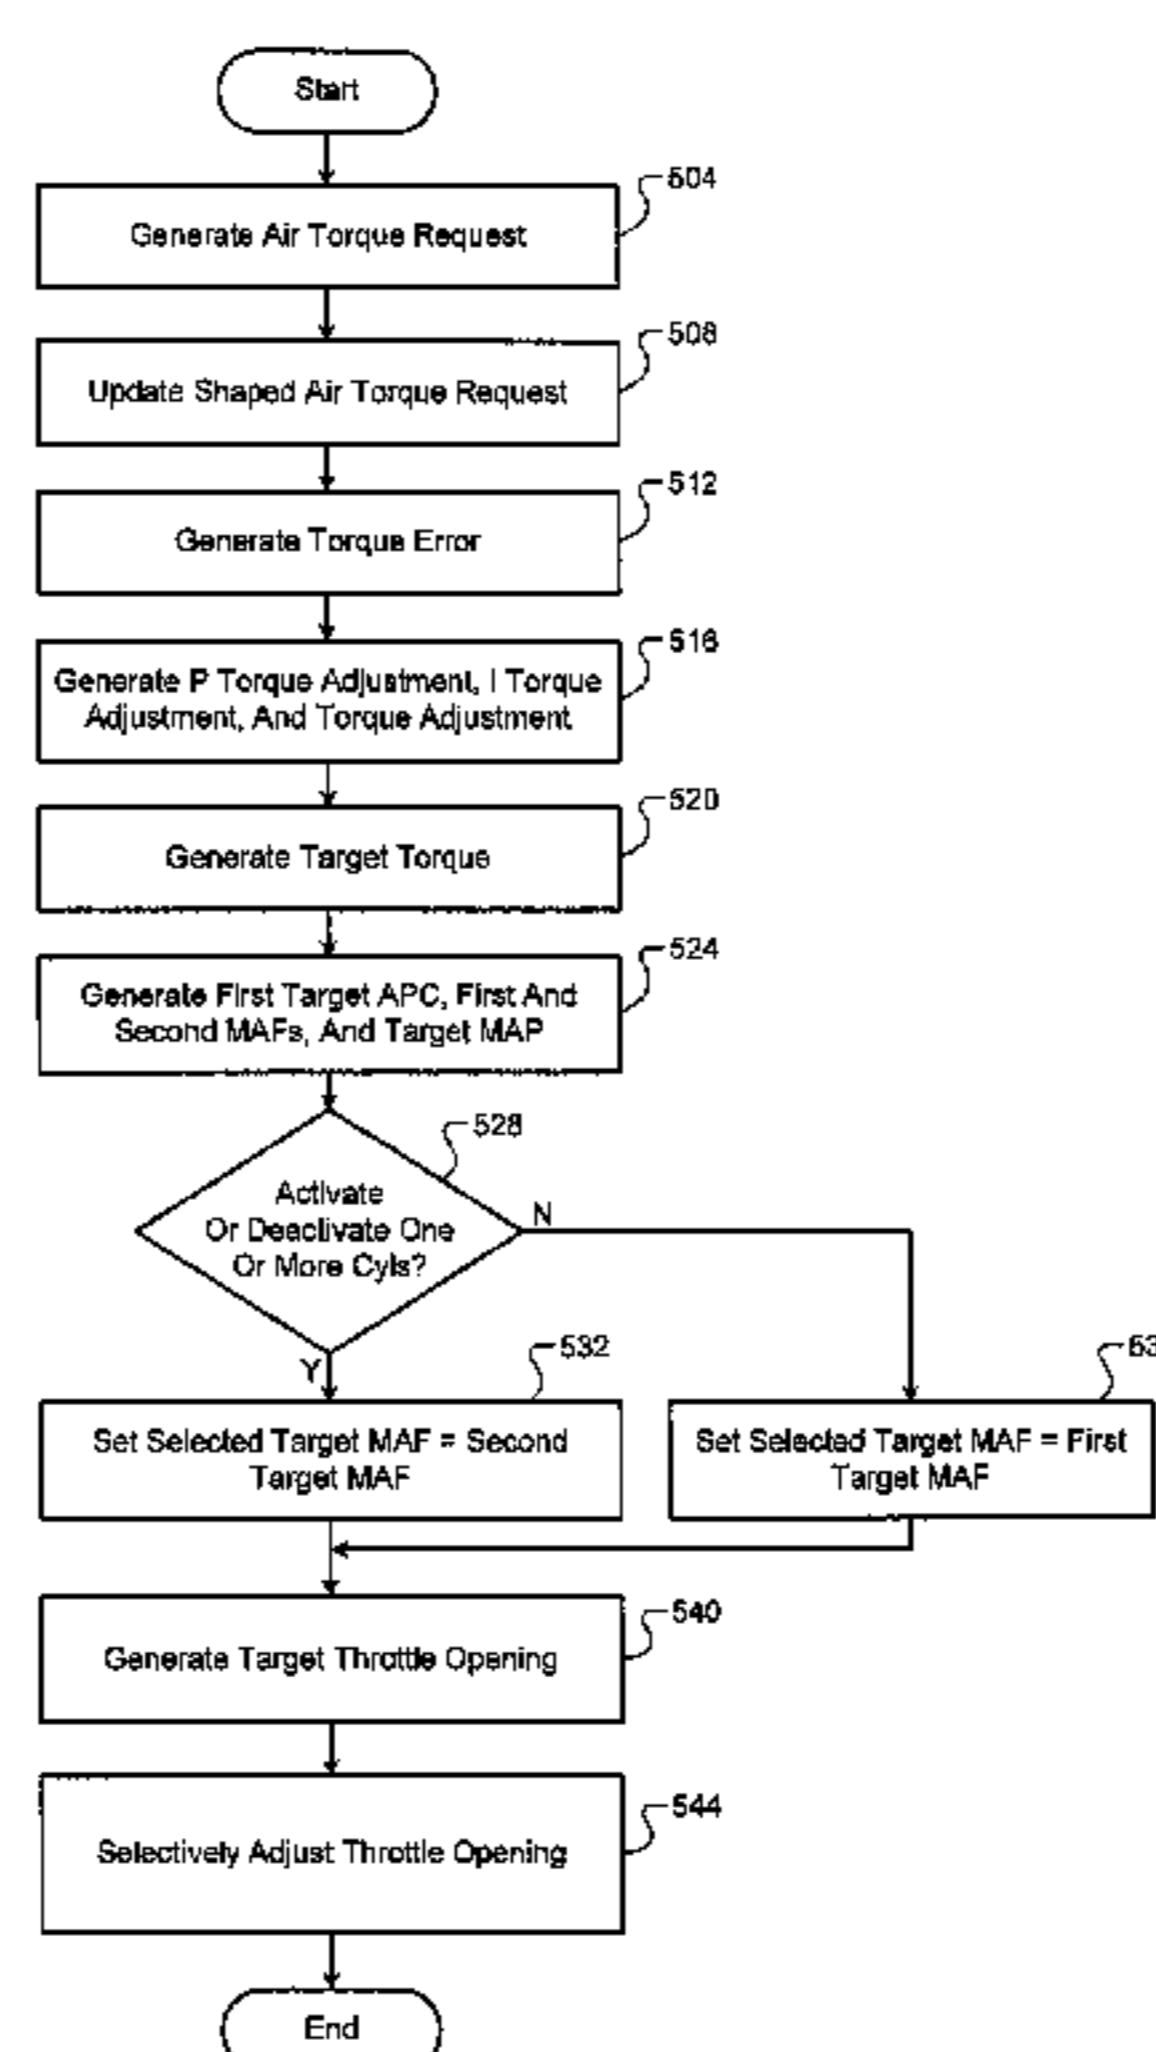 Start
504
Generate Air Torque Request
508
Update Shaped Air Torque Request
512
Generate Torque Error
516
Generate P Torque Adjustment, I Torque
Adjustment, And Torque Adjustment
520
Generate Target Torque
524
Generate First Target APC, First And
Second MAFs, And Target MAP
528
Activate
Or Deactivate One
Or More Cyls?
N
Y
532
Set Selected Target MAF = Second
Target MAF
Set Selected Target MAF = First
Target MAF
540
Generate Target Throttle Opening
544
Selectively Adjust Throttle Opening
End